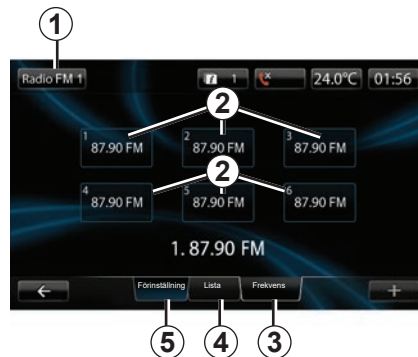 1
Radio FM 1
1
24.0°C
01:56
2
1 87.90 FM
2 87.90 FM
3 87.90 FM
2
4 87.90 FM
5 87.90 FM
6 87.90 FM
1. 87.90 FM
Förinställning
Lista
Frekvens
+
5
4
3